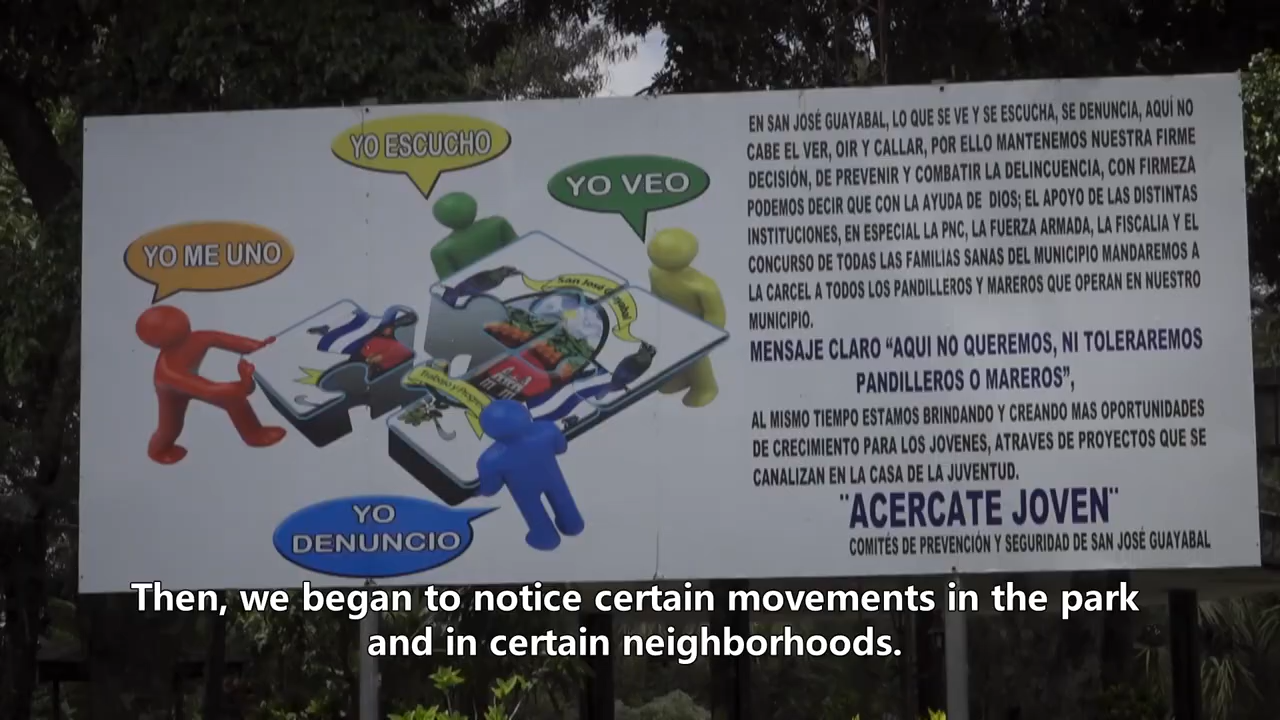 YO ESCUCHO
YO VEO
YO ME UNO
San José Guayabal
Trabajo y Progreso
YO
DENUNCIO
EN SAN JOSÉ GUAYABAL, LO QUE SE VE Y SE ESCUCHA, SE DENUNCIA, AQUÍ NO
CABE EL VER, OIR Y CALLAR, POR ELLO MANTENEMOS NUESTRA FIRME
DECISIÓN, DE PREVENIR Y COMBATIR LA DELINCUENCIA, CON FIRMEZA
PODEMOS DECIR QUE CON LA AYUDA DE DIOS; EL APOYO DE LAS DISTINTAS
INSTITUCIONES, EN ESPECIAL LA PNC, LA FUERZA ARMADA, LA FISCALIA Y EL
CONCURSO DE TODAS LAS FAMILIAS SANAS DEL MUNICIPIO MANDAREMOS A
LA CARCEL A TODOS LOS PANDILLEROS Y MAREROS QUE OPERAN EN NUESTRO
MUNICIPIO.
MENSAJE CLARO “AQUI NO QUEREMOS, NI TOLERAREMOS
PANDILLEROS O MAREROS”,
AL MISMO TIEMPO ESTAMOS BRINDANDO Y CREANDO MAS OPORTUNIDADES
DE CRECIMIENTO PARA LOS JOVENES, ATRAVES DE PROYECTOS QUE SE
CANALIZAN EN LA CASA DE LA JUVENTUD.
¨ACERCATE JOVEN¨
COMITÉS DE PREVENCIÓN Y SEGURIDAD DE SAN JOSÉ GUAYABAL
Then, we began to notice certain movements in the park
and in certain neighborhoods.